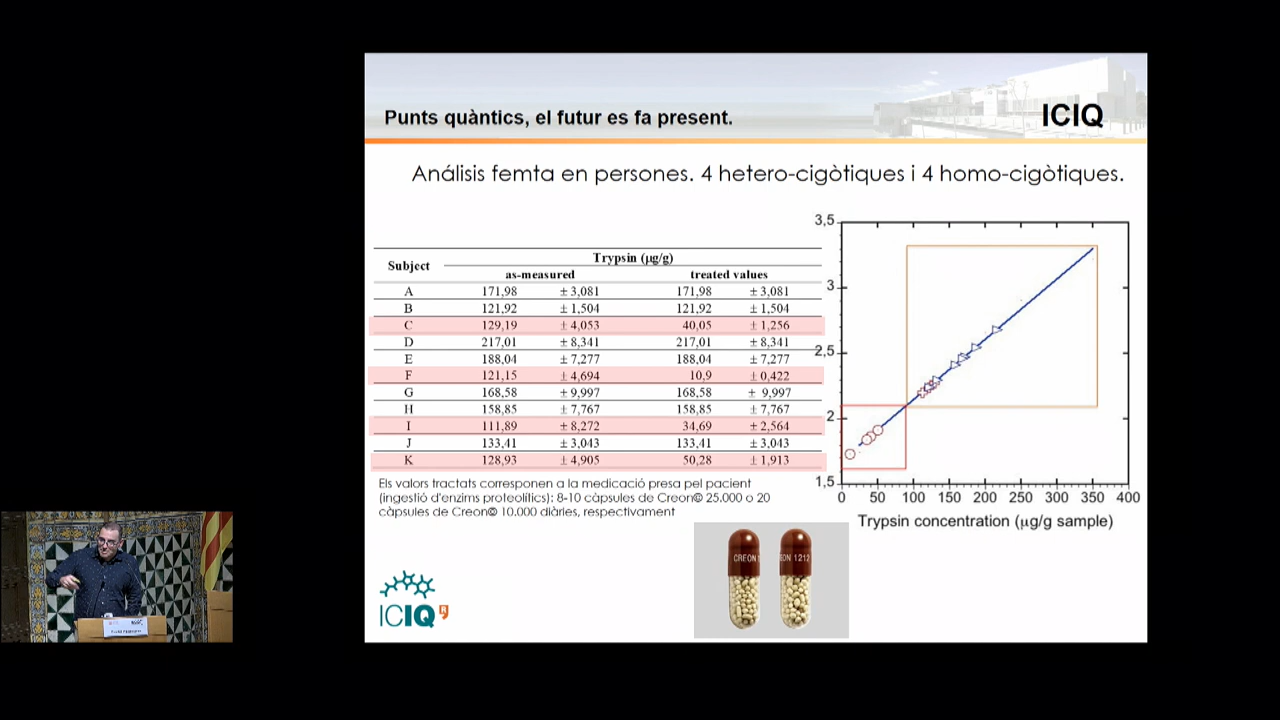 Punts quàntics, el futur es fa present.
ICIQ
Análisis femta en persones. 4 hetero-cigòtiques i 4 homo-cigòtiques.
Subject Trypsin (µg/g)
as-measured treated values
A 171,98 ± 3,081 171,98 ± 3,081
B 121,92 ± 1,504 121,92 ± 1,504
C 129,19 ± 4,053 40,05 ± 1,256
D 217,01 ± 8,341 217,01 ± 8,341
E 188,04 ± 7,277 188,04 ± 7,277
F 121,15 ± 4,694 10,9 ± 0,422
G 168,58 ± 9,997 168,58 ± 9,997
H 158,85 ± 7,767 158,85 ± 7,767
I 111,89 ± 8,272 34,69 ± 2,564
J 133,41 ± 3,043 133,41 ± 3,043
K 128,93 ± 4,905 50,28 ± 1,913
Els valors tractats corresponen a la medicació presa pel pacient
(ingestió d'enzims proteolítics): 8-10 càpsules de Creon© 25.000 o 20
càpsules de Creon© 10.000 diàries, respectivament
3,5
3
2,5
2
1,5
0 50 100 150 200 250 300 350 400
Trypsin concentration (µg/g sample)
CREON 1
EON 1212
ICIQ